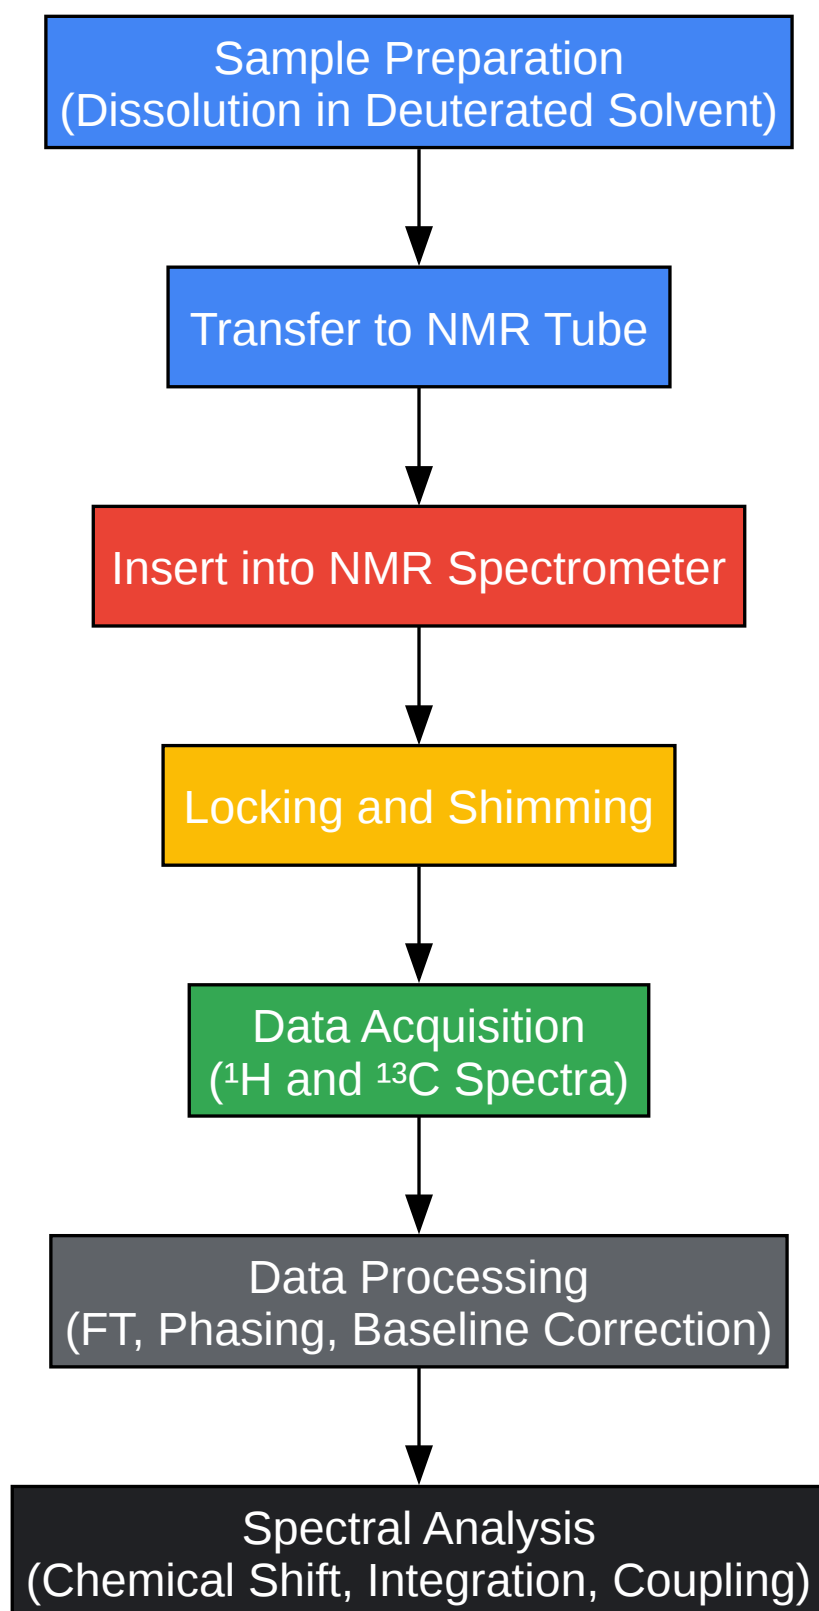 Sample Preparation
(Dissolution in Deuterated Solvent)
Transfer to NMR Tube
Insert into NMR Spectrometer
Locking and Shimming
Data Acquisition
(¹H and ¹³C Spectra)
Data Processing
(FT, Phasing, Baseline Correction)
Spectral Analysis
(Chemical Shift, Integration, Coupling)